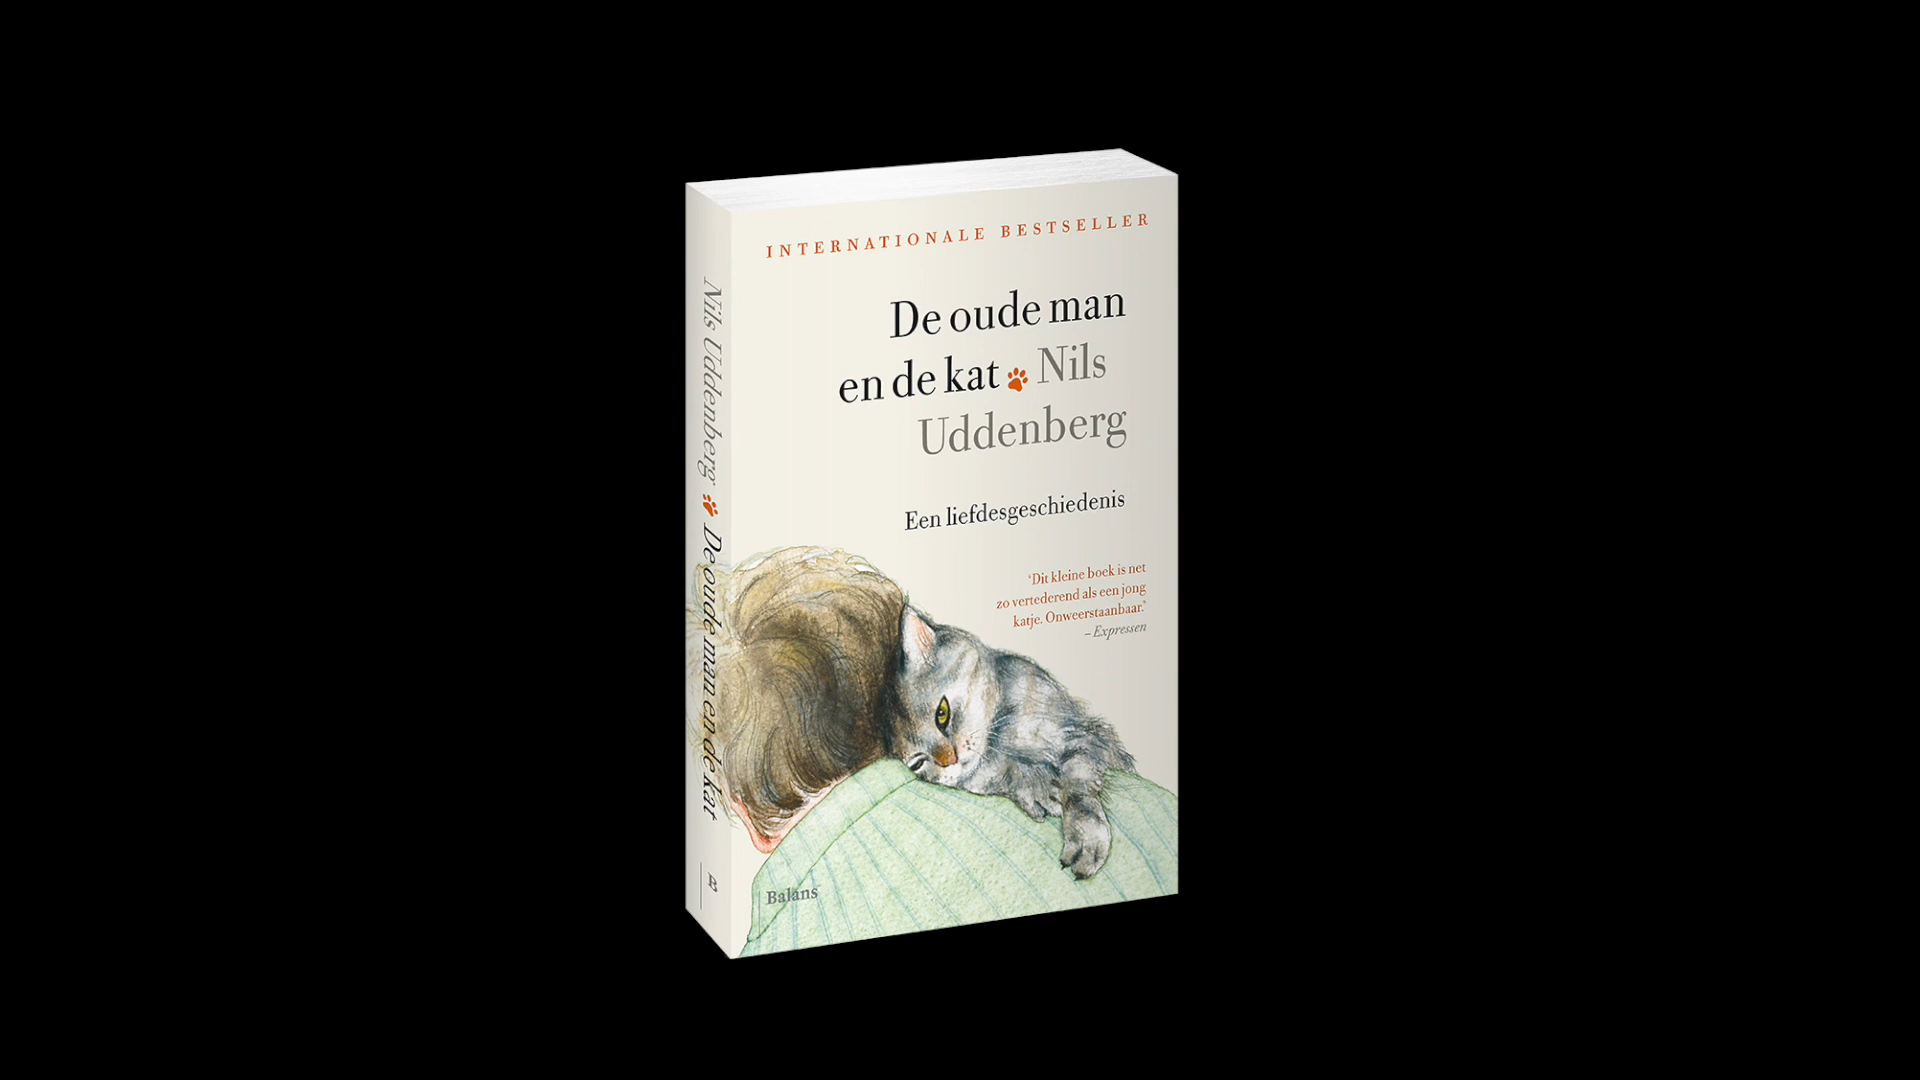 INTERNATIONALE BESTSELLER
De oude man
en de kat Nils
Uddenberg
Een liefdesgeschiedenis
‘Dit kleine boek is net
zo vertederend als een jong
katje. Onweerstaanbaar.’
– Expressen
Balans
Nils Uddenberg De oude man en de kat
B